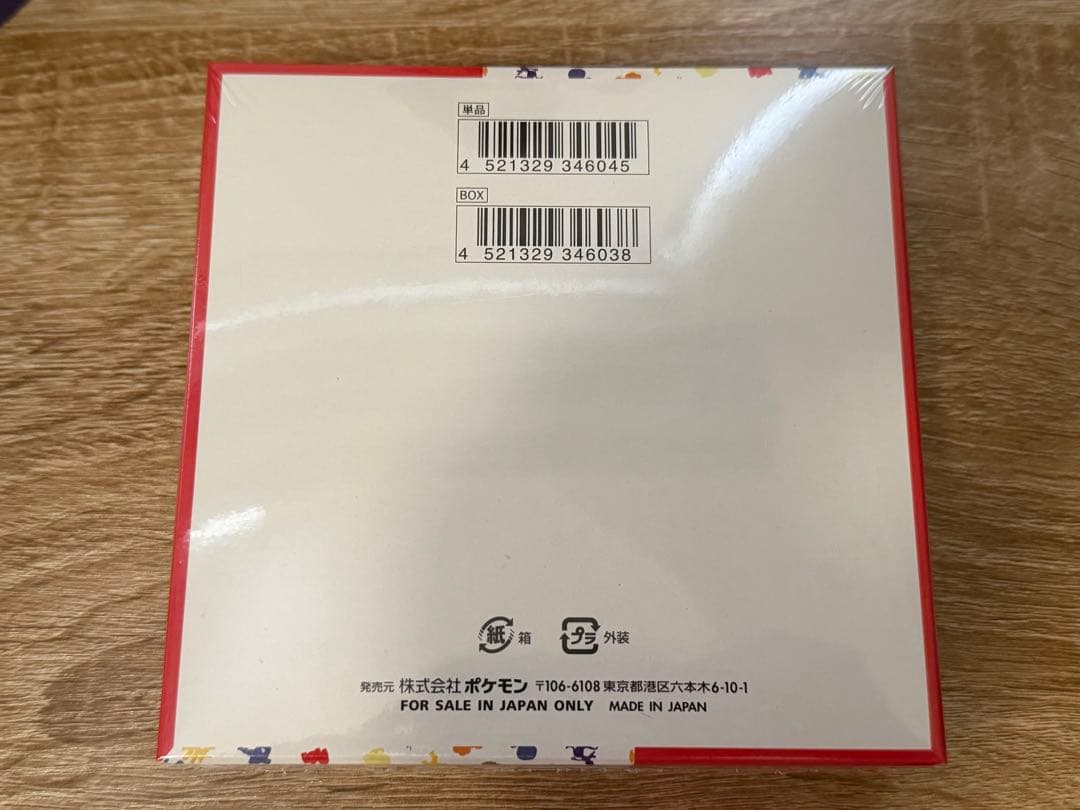 単品
4 521329 346045
BOX
4 521329 346038
紙 箱 プラ 外装
発売元 株式会社 ポケモン 〒106-6108 東京都港区六本木6-10-1
FOR SALE IN JAPAN ONLY MADE IN JAPAN